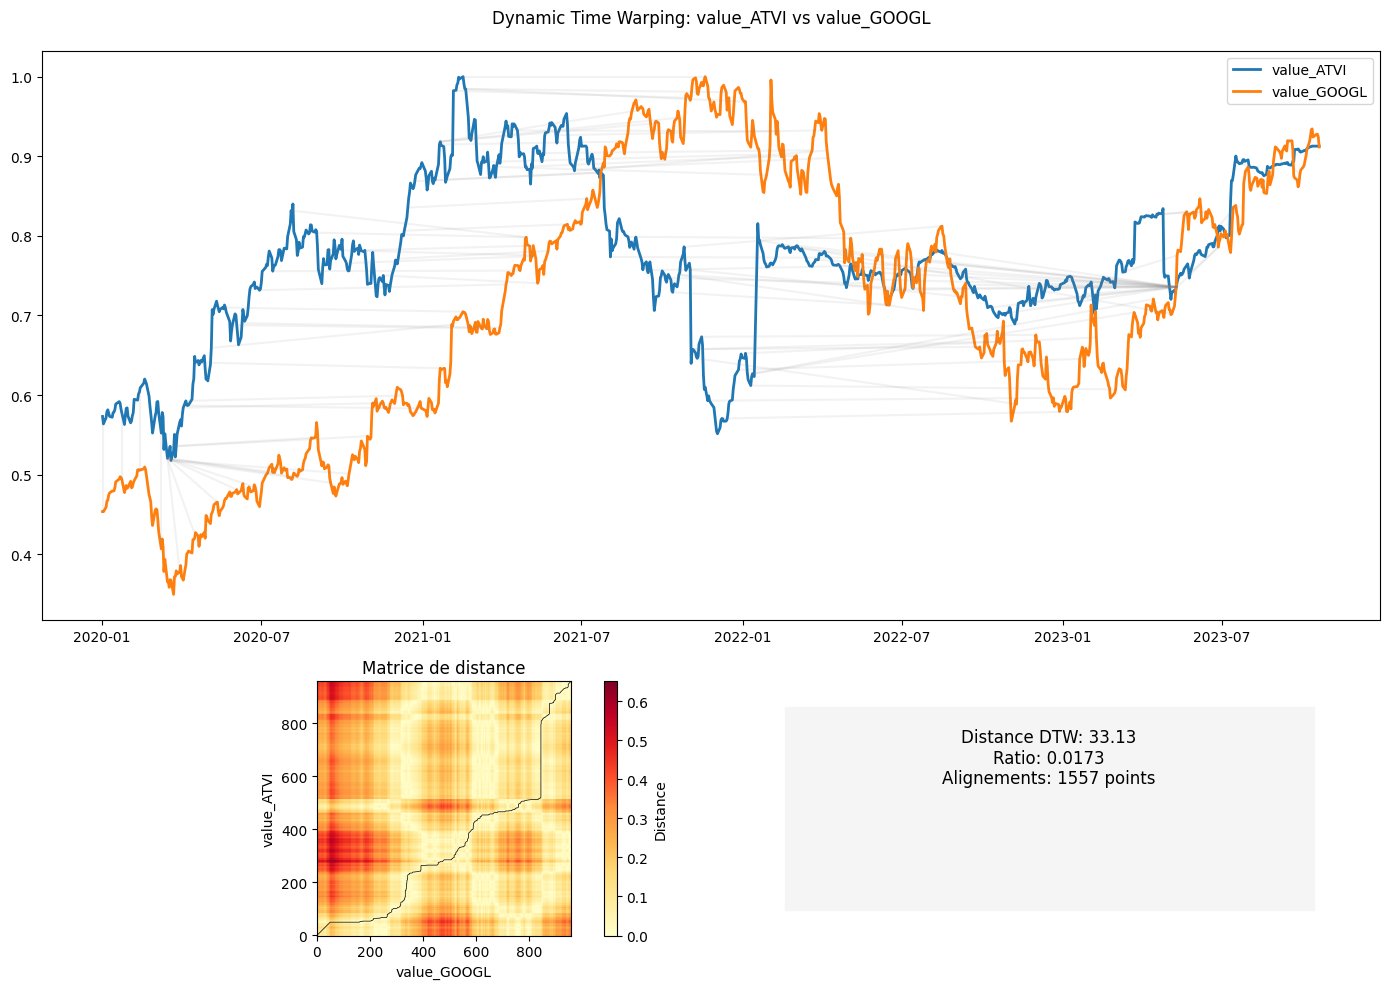 Dynamic Time Warping: value_ATVI vs value_GOOGL
value_ATVI
value_GOOGL
1.0
0.9
0.8
0.7
0.6
0.5
0.4
2020-01 2020-07 2021-01 2021-07 2022-01 2022-07 2023-01 2023-07
Matrice de distance
value_ATVI
800
600
400
200
0
0 200 400 600 800
value_GOOGL
0.6
0.5
0.4
0.3
0.2
0.1
0.0
Distance
Distance DTW: 33.13
Ratio: 0.0173
Alignements: 1557 points